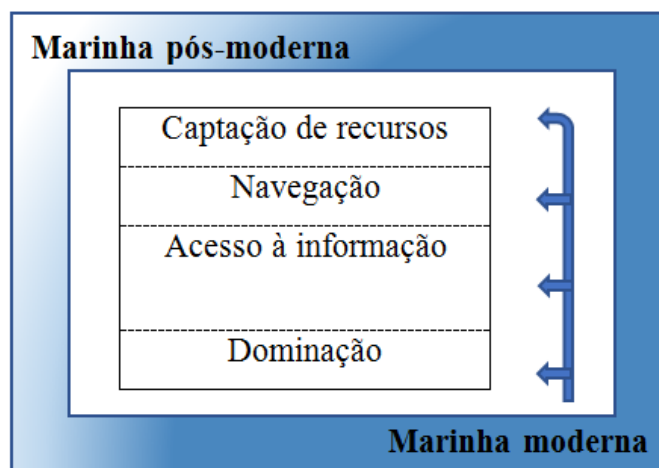 Marinha pós-moderna
Captação de recursos
Navegação
Acesso à informação
Dominação
Marinha moderna